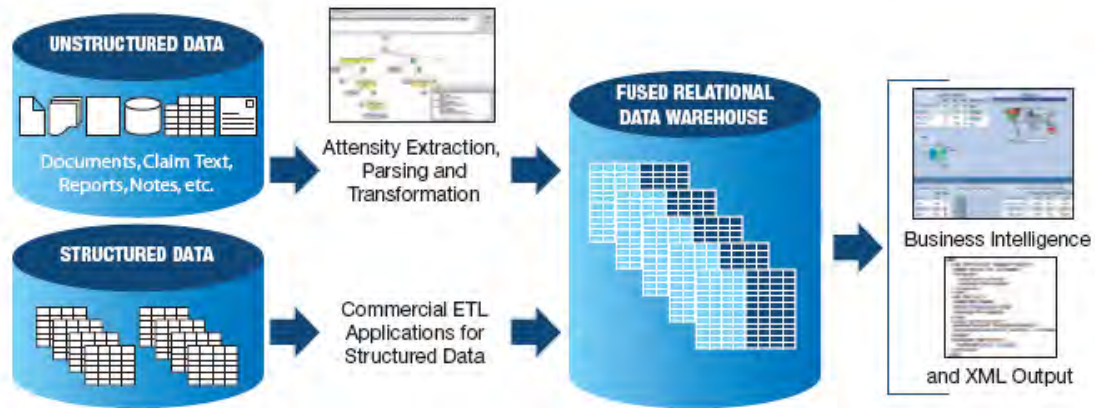 UNSTRUCTURED DATA
Documents, Claim Text,
Reports, Notes, etc.
Attensity Extraction,
Parsing and
Transformation
STRUCTURED DATA
Commercial ETL
Applications for
Structured Data
FUSED RELATIONAL
DATA WAREHOUSE
Business Intelligence
and XML Output